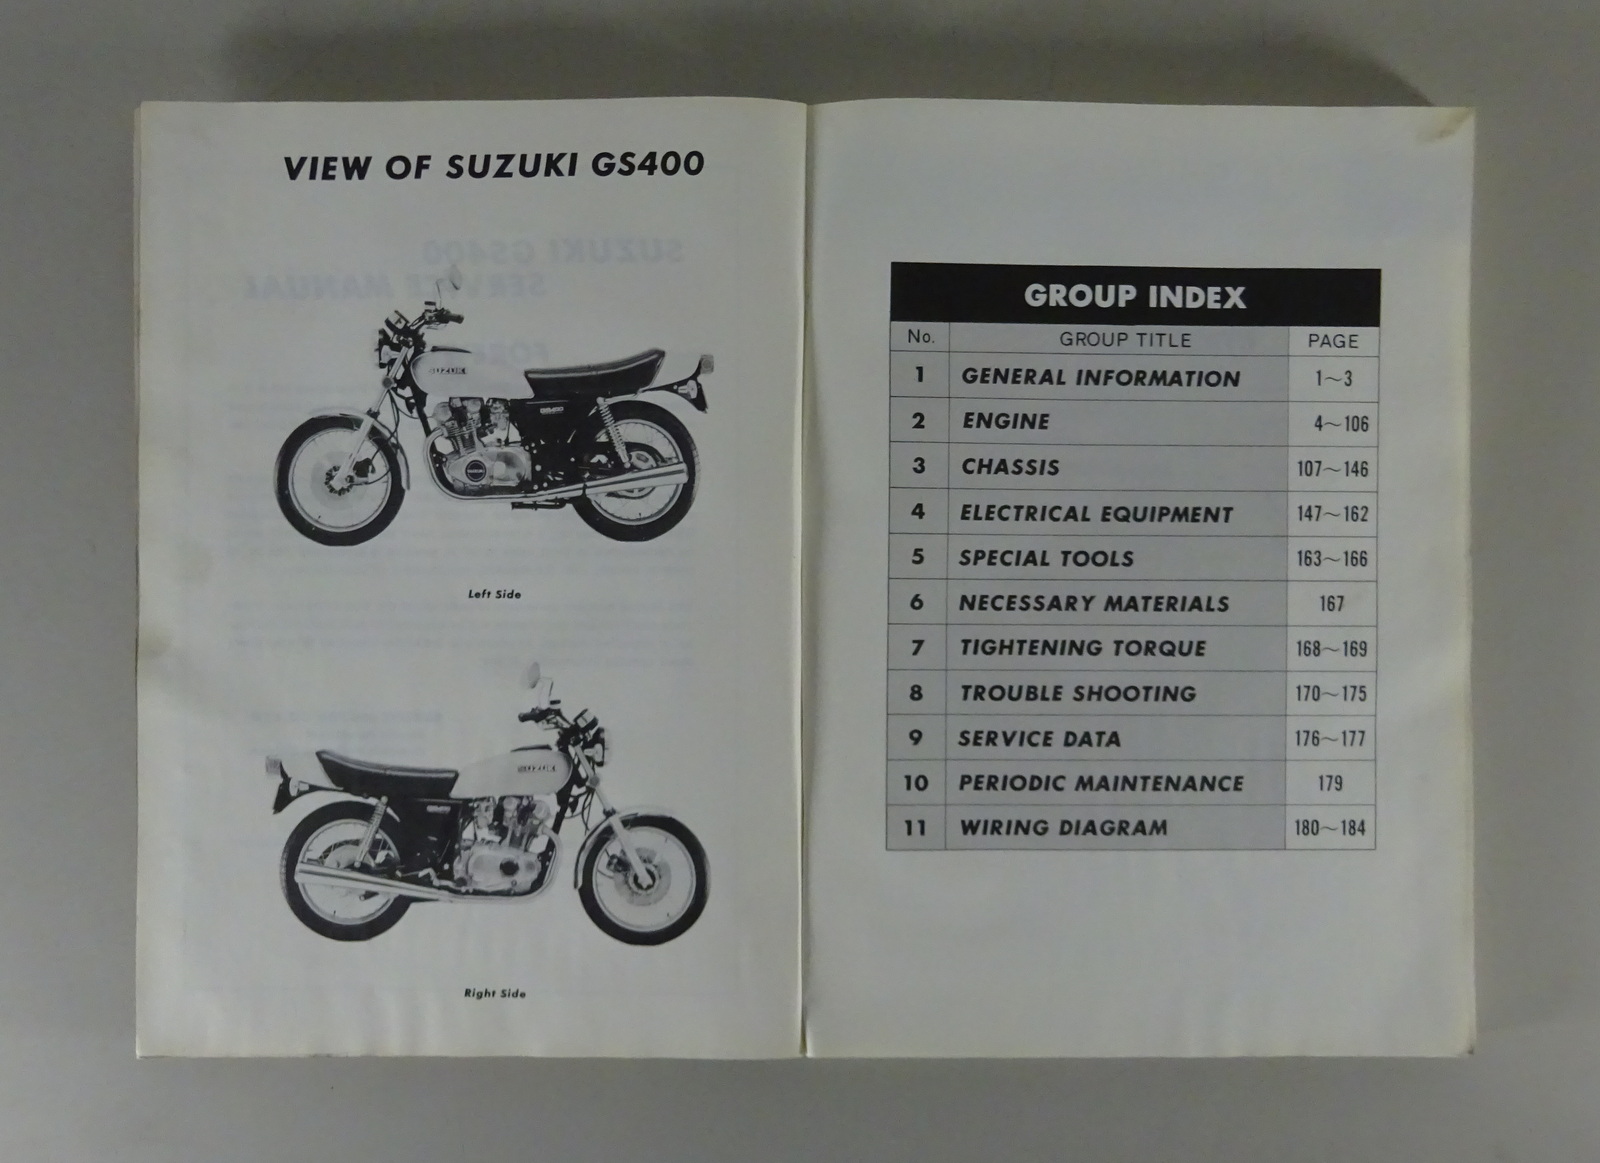 VIEW OF SUZUKI GS400
SUZUKI
Left Side
SUZUKI
Right Side
GROUP INDEX
No. GROUP TITLE PAGE
1 GENERAL INFORMATION 1~3
2 ENGINE 4~106
3 CHASSIS 107~146
4 ELECTRICAL EQUIPMENT 147~162
5 SPECIAL TOOLS 163~166
6 NECESSARY MATERIALS 167
7 TIGHTENING TORQUE 168~169
8 TROUBLE SHOOTING 170~175
9 SERVICE DATA 176~177
10 PERIODIC MAINTENANCE 179
11 WIRING DIAGRAM 180~184